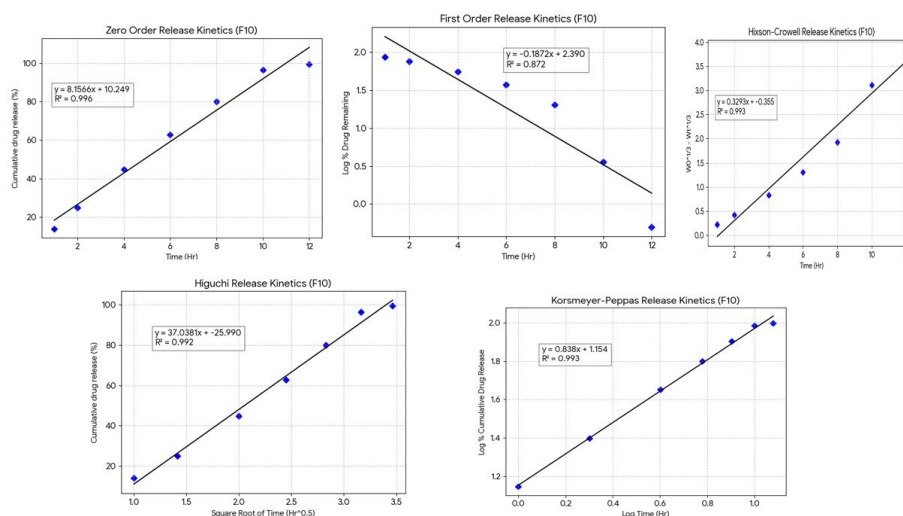 Zero Order Release Kinetics (F10)
Cumulative drug release (%)
100
80
60
40
20
y = 8.1566x + 10.249
R² = 0.996
2 4 6 8 10 12
Time (Hr)
First Order Release Kinetics (F10)
Log % Drug Remaining
2.0
1.5
1.0
0.5
0.0
y = -0.1872x + 2.390
R² = 0.872
2 4 6 8 10 12
Time (Hr)
Hixson-Crowell Release Kinetics (F10)
W0^1/3 - Wt^1/3
4.0
3.5
3.0
2.5
2.0
1.5
1.0
0.5
0.0
y = 0.3293x + -0.355
R² = 0.993
2 4 6 8 10
Time (Hr)
Higuchi Release Kinetics (F10)
Cumulative drug release (%)
100
80
60
40
20
y = 37.0381x + -25.990
R² = 0.992
1.0 1.5 2.0 2.5 3.0 3.5
Square Root of Time (Hr^0.5)
Korsmeyer-Peppas Release Kinetics (F10)
Log % Cumulative Drug Release
2.0
1.8
1.6
1.4
1.2
y = 0.838x + 1.154
R² = 0.993
0.0 0.2 0.4 0.6 0.8 1.0
Log Time (Hr)